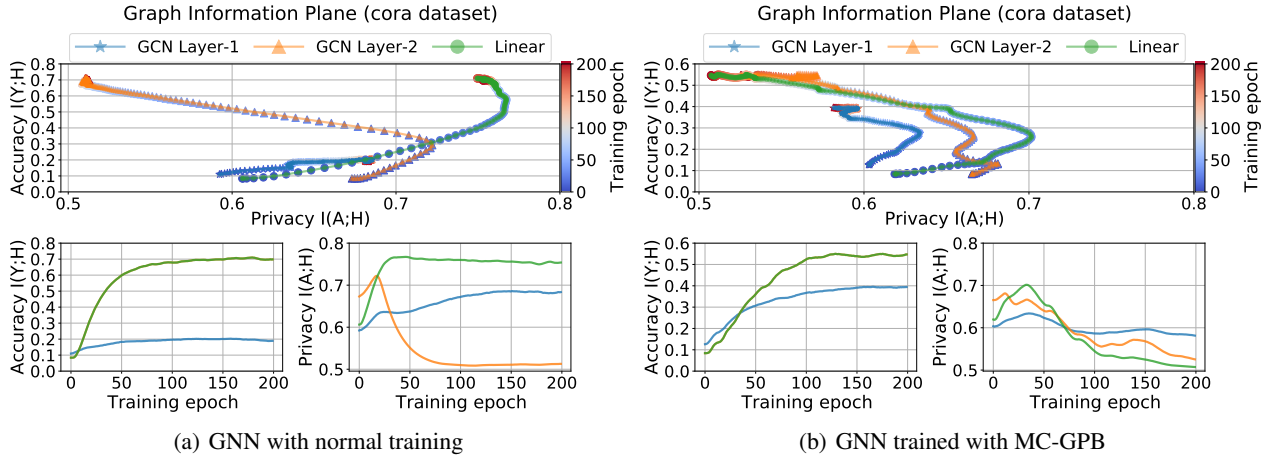 Graph Information Plane (cora dataset)
GCN Layer-1 GCN Layer-2 Linear
Accuracy I(Y;H)
0.8
0.7
0.6
0.5
0.4
0.3
0.2
0.1
0.0
0.5 0.6 0.7 0.8
Privacy I(A;H)
200
150
100
50
0
Training epoch
Accuracy I(Y;H)
0.8
0.7
0.6
0.5
0.4
0.3
0.2
0.1
0.0
0 50 100 150 200
Training epoch
Privacy I(A;H)
0.8
0.7
0.6
0.5
0 50 100 150 200
Training epoch
(a) GNN with normal training
Graph Information Plane (cora dataset)
GCN Layer-1 GCN Layer-2 Linear
Accuracy I(Y;H)
0.6
0.5
0.4
0.3
0.2
0.1
0.0
0.5 0.6 0.7 0.8
Privacy I(A;H)
200
150
100
50
0
Training epoch
Accuracy I(Y;H)
0.6
0.5
0.4
0.3
0.2
0.1
0.0
0 50 100 150 200
Training epoch
Privacy I(A;H)
0.8
0.7
0.6
0.5
0 50 100 150 200
Training epoch
(b) GNN trained with MC-GPB